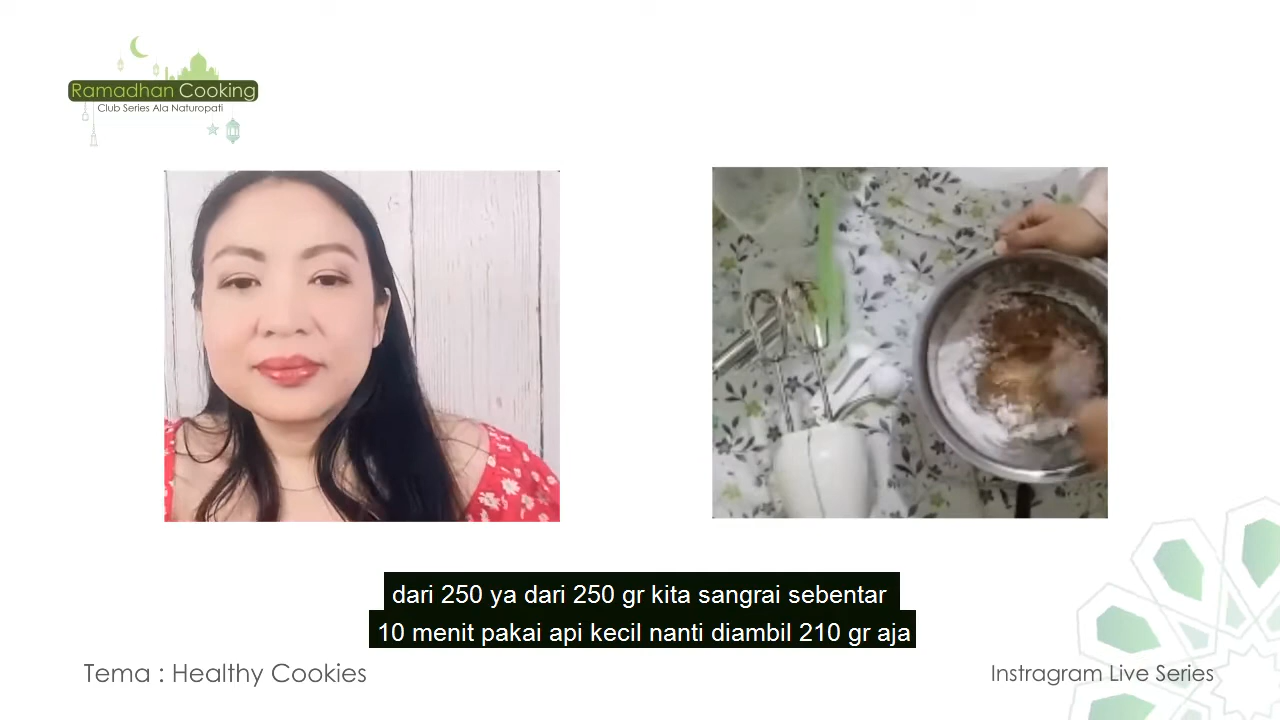 Ramadhan Cooking
Club Series Ala Naturopati
dari 250 ya dari 250 gr kita sangrai sebentar
10 menit pakai api kecil nanti diambil 210 gr aja
Tema : Healthy Cookies
Instragram Live Series